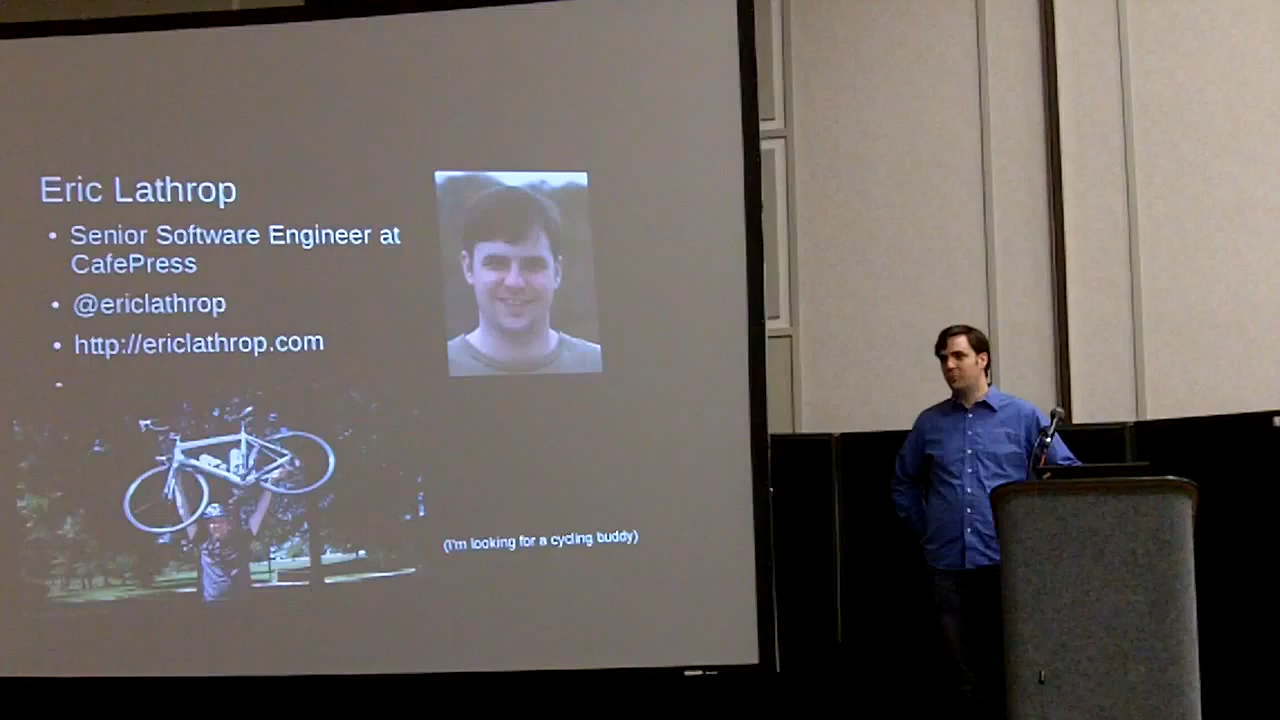 Eric Lathrop
• Senior Software Engineer at
CafePress
• @ericlathrop
• http://ericlathrop.com
•
(I'm looking for a cycling buddy)